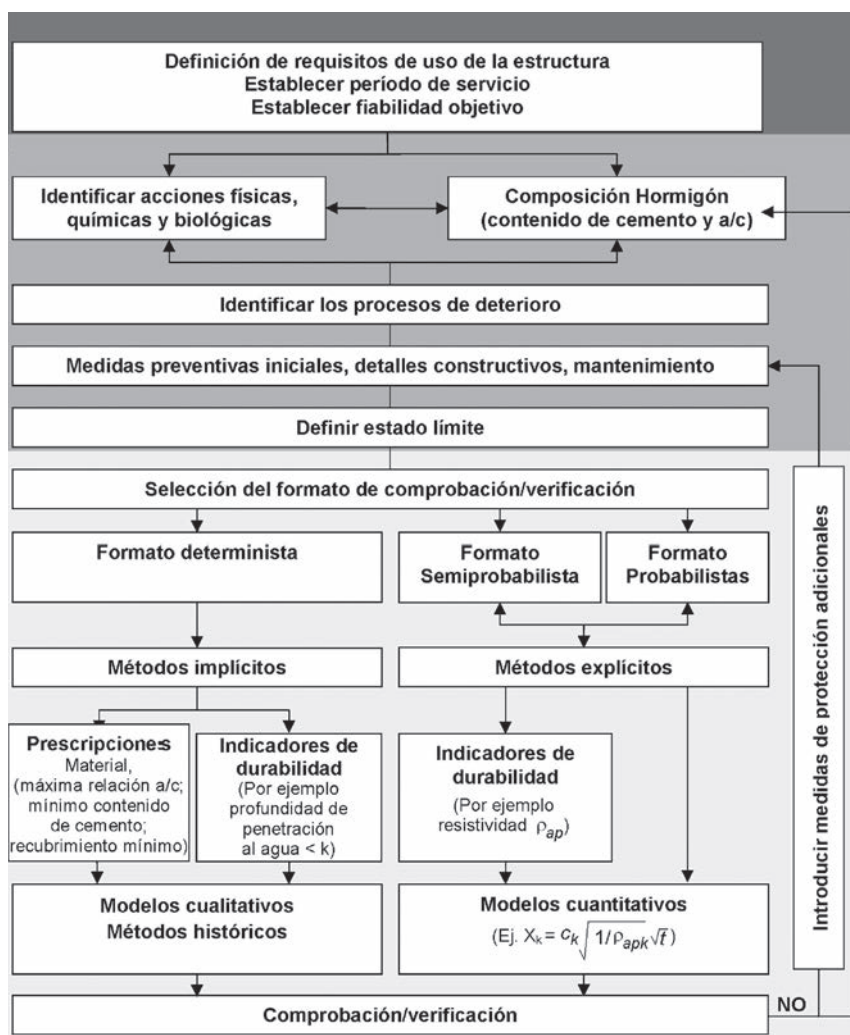 Definición de requisitos de uso de la estructura
Establecer período de servicio
Establecer fiabilidad objetivo
Identificar acciones físicas,
químicas y biológicas
Composición Hormigón
(contenido de cemento y a/c)
Identificar los procesos de deterioro
Medidas preventivas iniciales, detalles constructivos, mantenimiento
Definir estado límite
Selección del formato de comprobación/verificación
Formato determinista
Formato
Semiprobabilista
Formato
Probabilistas
Métodos implícitos
Métodos explícitos
Prescripciones
Material,
(máxima relación a/c;
mínimo contenido
de cemento;
recubrimiento mínimo)
Indicadores de
durabilidad
(Por ejemplo
profundidad de
penetración
al agua < k)
Indicadores de
durabilidad
(Por ejemplo
resistividad ρap)
Modelos cualitativos
Métodos históricos
Modelos cuantitativos
(Ej. Xk = ck√1/ρapk √t)
Comprobación/verificación
NO
Introducir medidas de protección adicionales